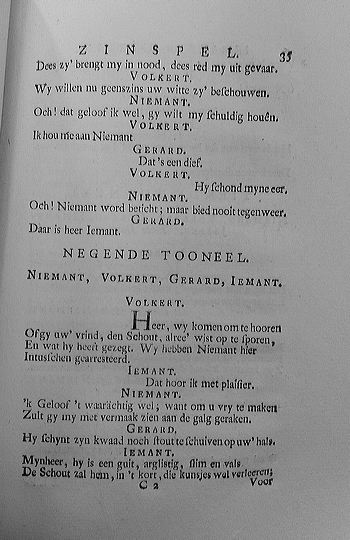 ZINSPEL. 35
Dees zy' brengt my in nood, dees red my uit gevaar.
VOLKERT.
Wy willen nu geenszins uw witte zy' beschouwen.
NIEMANT.
Och! dat geloof ik wel, gy wilt my schuldig houên.
VOLKERT.
Ik hou me aan Niemant
GERARD.
Dat's een dief.
VOLKERT.
Hy schond myne eer.
NIEMANT.
Och! Niemant word beticht; maar bied nooit tegenweer.
GERARD.
Daar is heer Iemant.
NEGENDE TOONEEL.
NIEMANT, VOLKERT, GERARD, IEMANT.
VOLKERT.
Heer, wy komen om te hooren
Of gy uw' vrind, den Schout, alreê' wist op te sporen,
En wat hy heeft gezegt. Wy hebben Niemant hier
Intusschen gearresteerd.
IEMANT.
Dat hoor ik met plaisier.
NIEMANT.
'k Geloof 't waarachtig wel; want om u vry te maken
Zult gy my met vermaak zien aan de galg geraken.
GERARD.
Hy schynt zyn kwaad noch stout te schuiven op uw' hals.
IEMANT.
Mynheer, hy is een guit, arglistig, slim en vals
De Schout zal hem, in 't kort, die kunsjes wel verleeren;
C 2 Voor